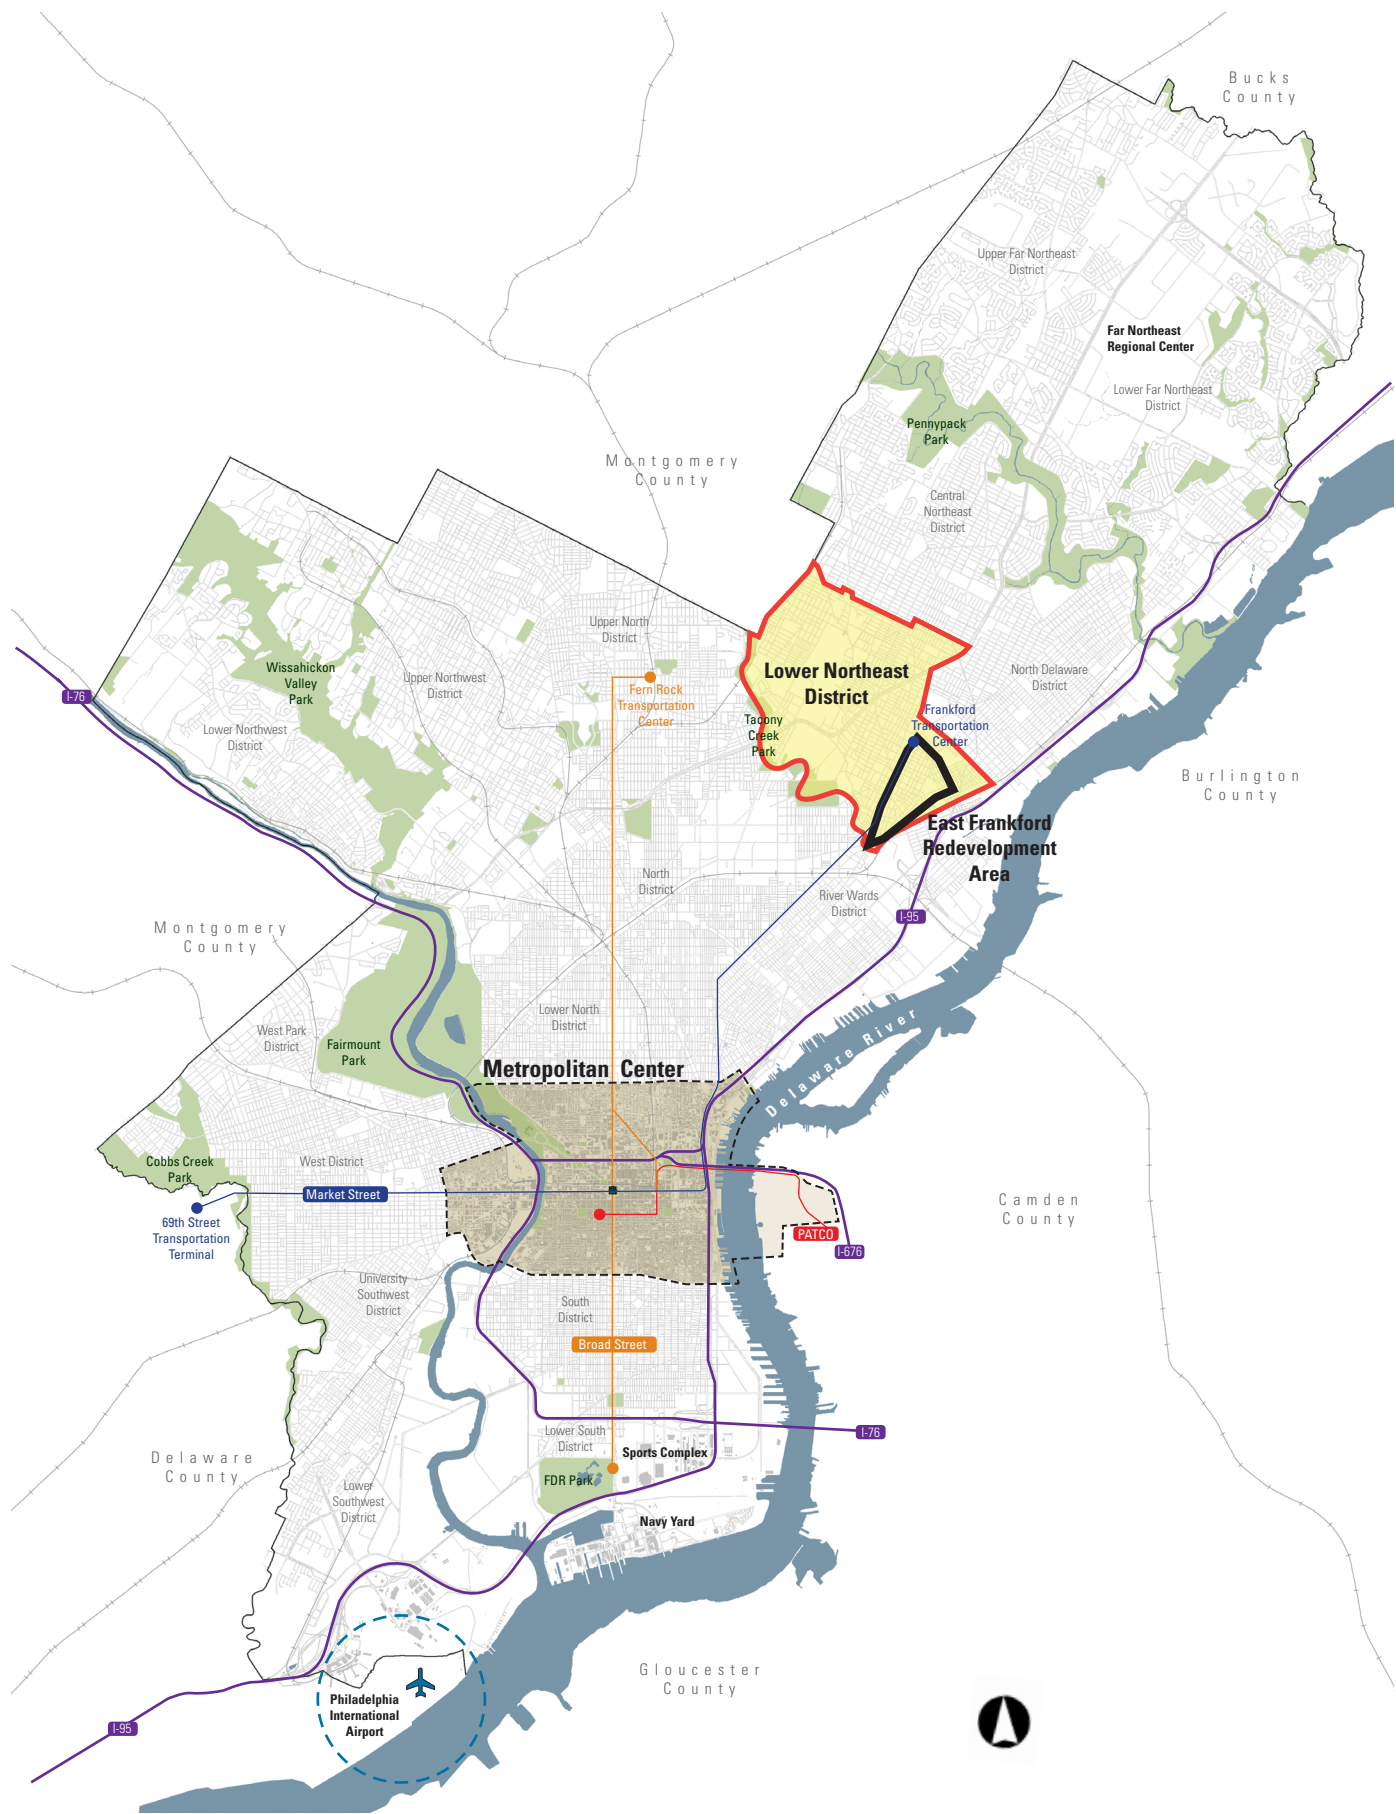 Bucks
County
Upper Far Northeast
District
Far Northeast
Regional Center
Lower Far Northeast
District
Pennypack
Park
Montgomery
County
Central
Northeast
District
Upper North
District
Wissahickon
Valley
Park
Upper Northwest
District
Fern Rock
Transportation
Center
Lower Northeast
District
North Delaware
District
I-76
Lower Northwest
District
Tacony
Creek
Park
Frankford
Transportation
Center
Burlington
County
East Frankford
Redevelopment
Area
North
District
River Wards
District
I-95
Montgomery
County
West Park
District
Fairmount
Park
Lower North
District
Delaware River
Metropolitan Center
Cobbs Creek
Park
West District
Market Street
69th Street
Transportation
Terminal
Camden
County
PATCO
I-676
University
Southwest
District
South
District
Broad Street
I-76
Lower South
District
Sports Complex
FDR Park
Delaware
County
Lower
Southwest
District
Navy Yard
Gloucester
County
Philadelphia
International
Airport
I-95